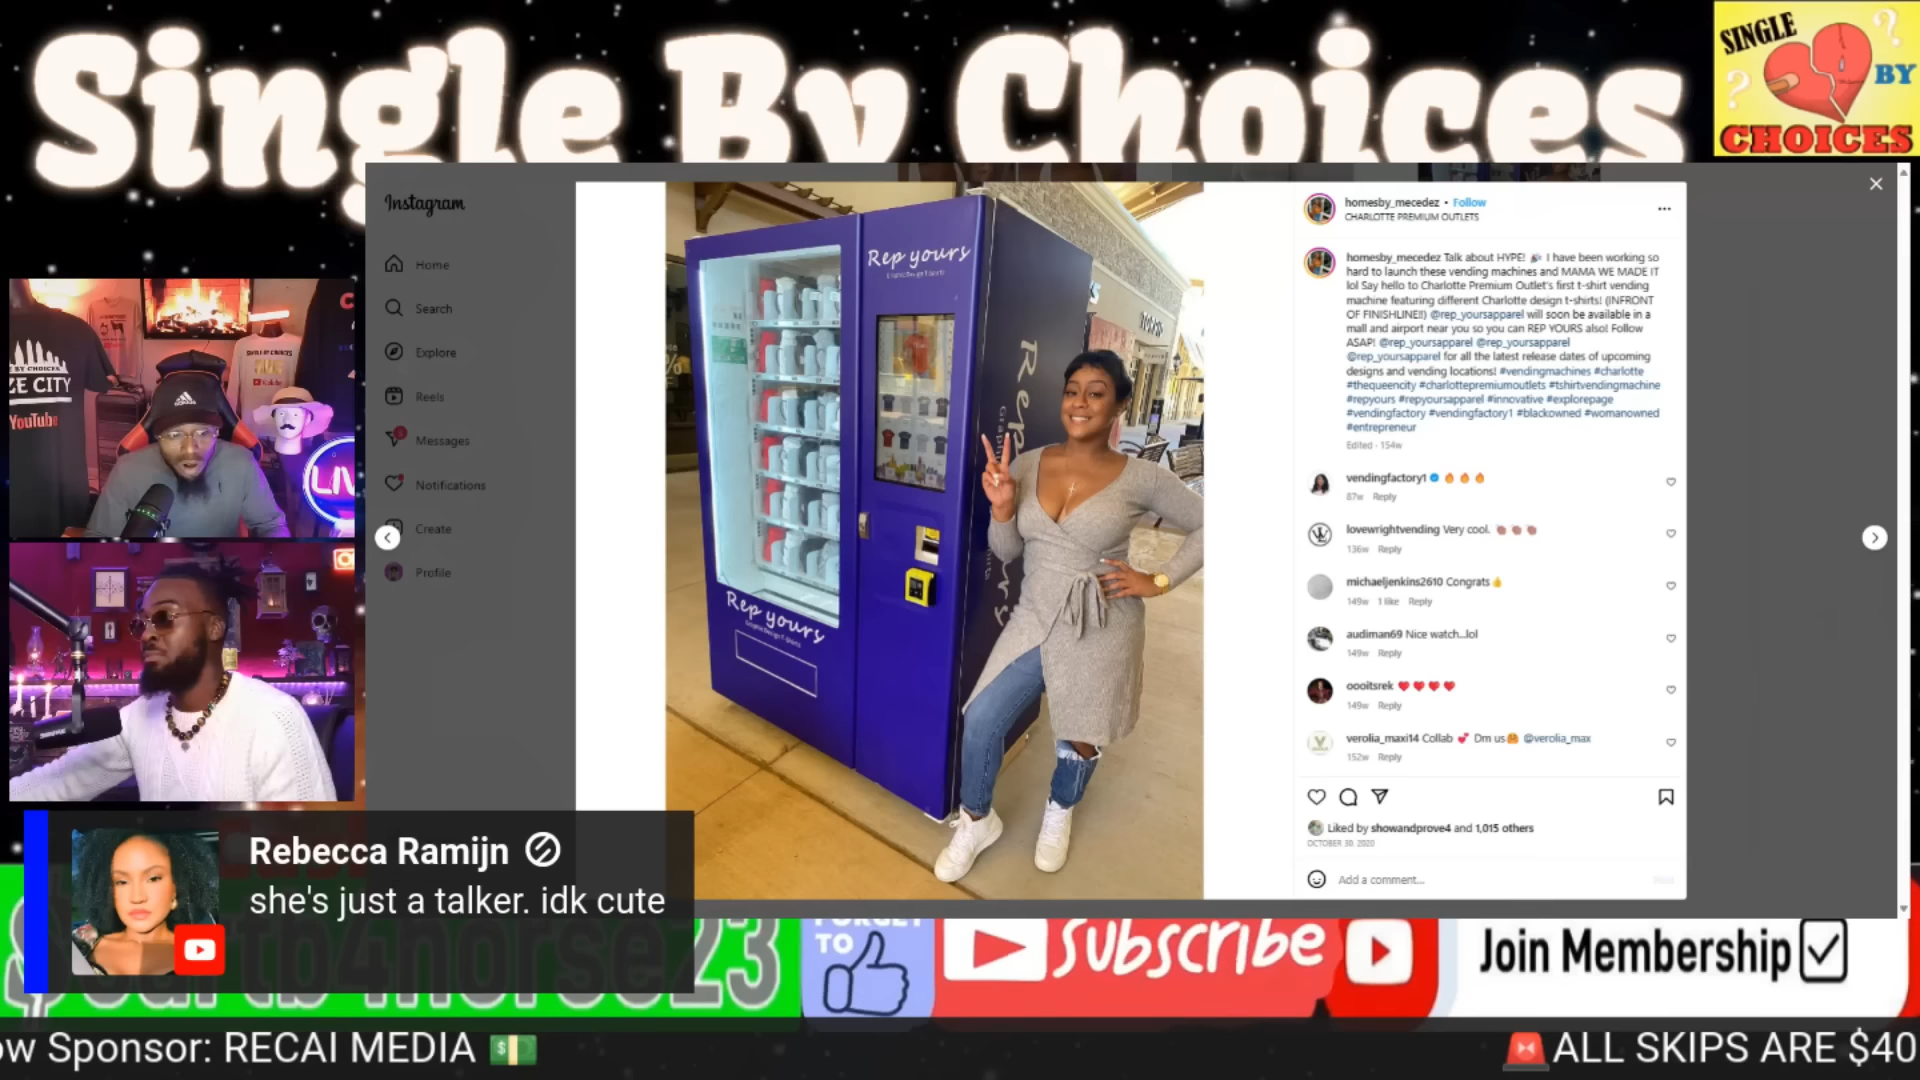 Single By Choices
SINGLE
BY
CHOICES
Instagram
Home
Search
Explore
Reels
Messages
Notifications
Create
Profile
Rep yours
Rep yours
homesby_mecedez • Follow
CHARLOTTE PREMIUM OUTLETS
homesby_mecedez Talk about HYPE! 🎉 I have been working so
hard to launch these vending machines and MAMA WE MADE IT
lol Say hello to Charlotte Premium Outlet's first t-shirt vending
machine featuring different Charlotte design t-shirts! (INFRONT
OF FINISHLINE!!) @rep_yoursapparel will soon be available in a
mall and airport near you so you can REP YOURS also! Follow
ASAP! @rep_yoursapparel @rep_yoursapparel
@rep_yoursapparel for all the latest release dates of upcoming
designs and vending locations! #vendingmachines #charlotte
#thequeencity #charlottepremiumoutlets #tshirtvendingmachine
#repyours #repyoursapparel #innovative #explorepage
#vendingfactory #vendingfactory1 #blackowned #womanowned
#entrepreneur
Edited · 154w
vendingfactory1 🔥 🔥 🔥
87w Reply
lovewrightvending Very cool. 👏🏽 👏🏽 👏🏽
136w Reply
michaeljenkins2610 Congrats👍
149w 1 like Reply
audiman69 Nice watch...lol
149w Reply
oooitsrek ❤️ ❤️ ❤️ ❤️
149w Reply
verolia_maxi14 Collab 💕 Dm us🤗 @verolia_max
152w Reply
Liked by showandprove4 and 1,015 others
OCTOBER 30, 2020
Add a comment...
ZE CITY
YouTube
LIV
Rebecca Ramijn
she's just a talker. idk cute
TO
Subscribe
Join Membership
ow Sponsor: RECAI MEDIA 💵
🚨ALL SKIPS ARE $40